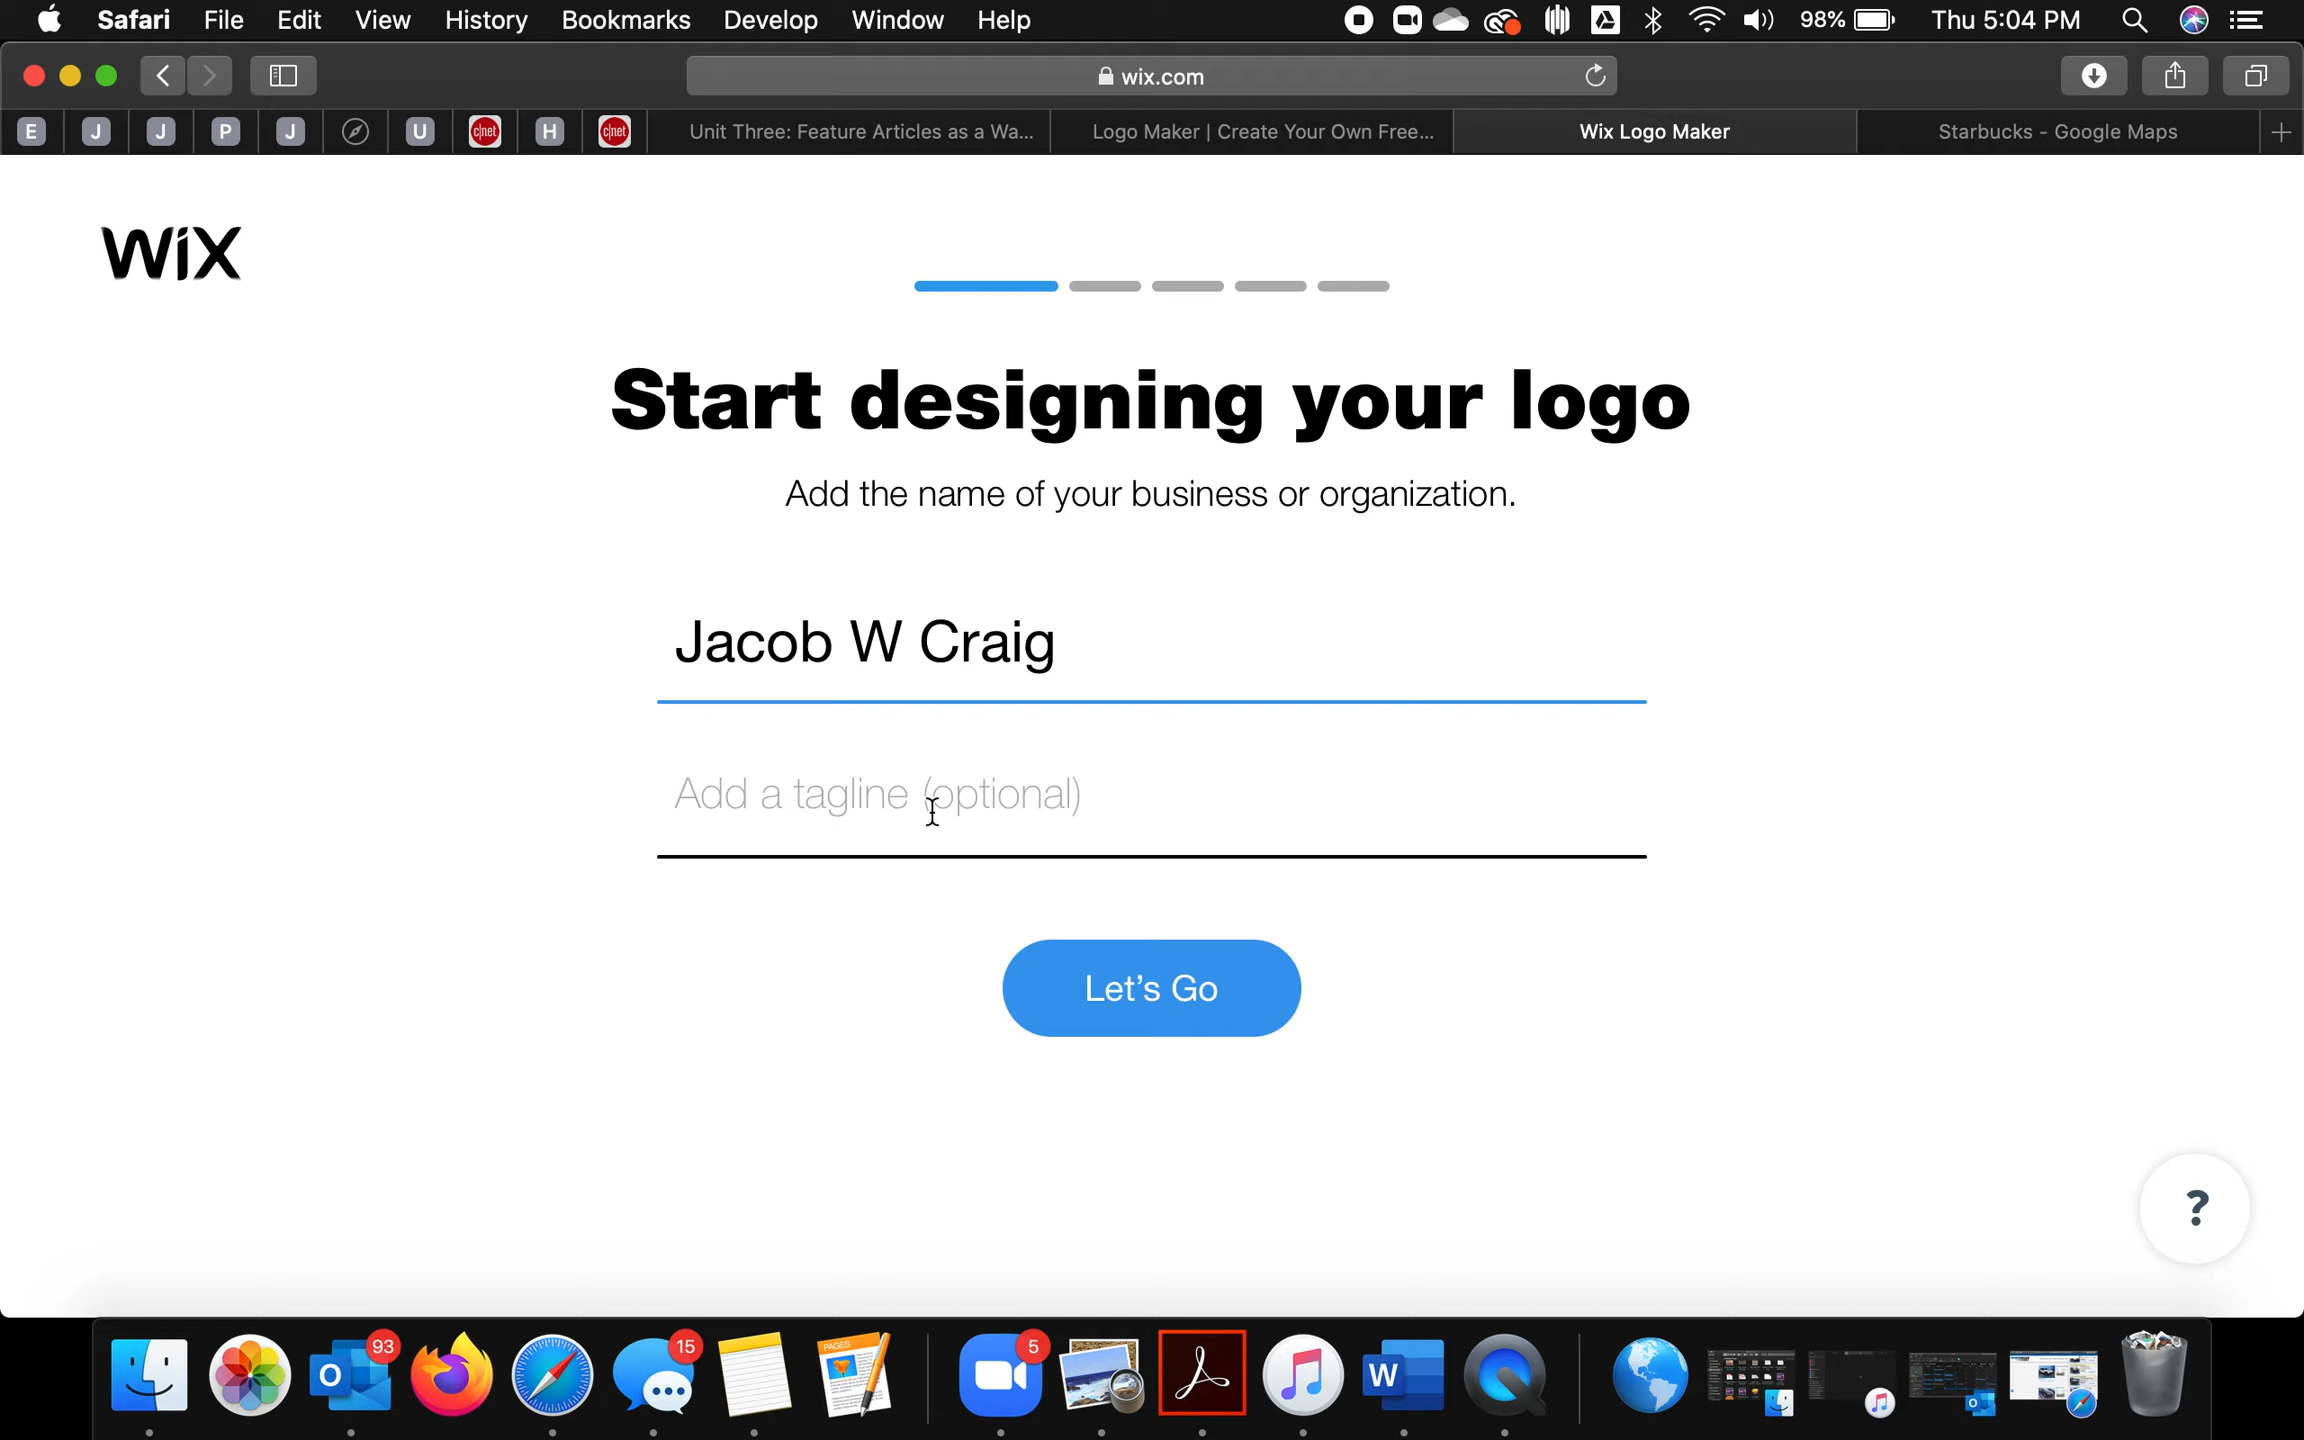 Safari File Edit View History Bookmarks Develop Window Help 98% Thu 5:04 PM
wix.com
E J J P J U c|net H c|net Unit Three: Feature Articles as a Wa... Logo Maker | Create Your Own Free... Wix Logo Maker Starbucks - Google Maps
WiX
Start designing your logo
Add the name of your business or organization.
Jacob W Craig
Add a tagline (optional)
Let's Go
?
93 15 5
O PAGES W